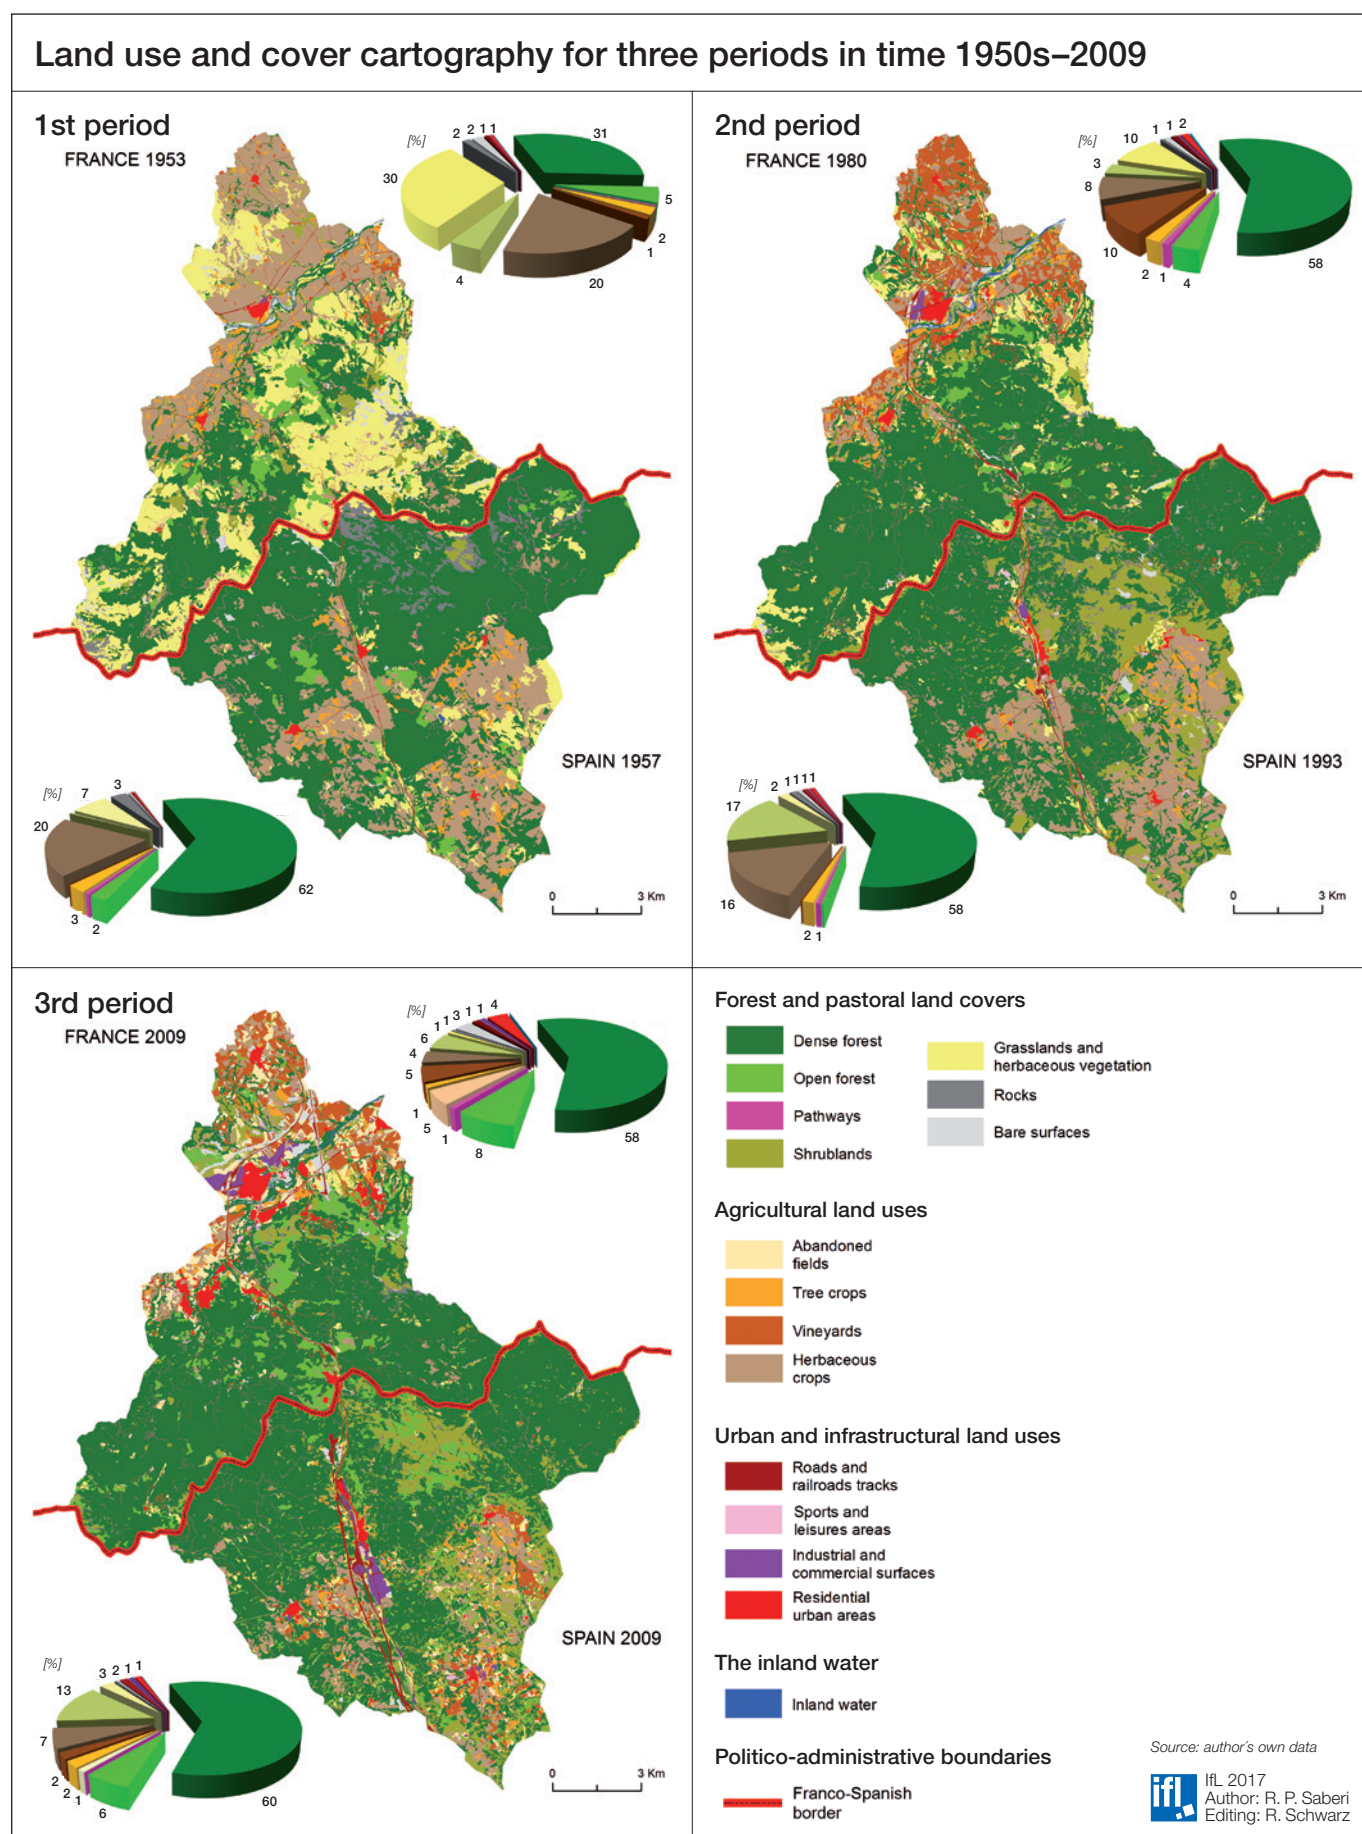 Land use and cover cartography for three periods in time 1950s–2009
1st period
FRANCE 1953
[%]
2 2 1 1
31
30
5
2
1
4
20
SPAIN 1957
[%]
7
3
20
3
2
62
0 3 Km
2nd period
FRANCE 1980
[%]
10
1 1 2
3
8
10
2
1
4
58
SPAIN 1993
[%]
2 1 1 1 1
17
16
2 1
58
0 3 Km
3rd period
FRANCE 2009
[%]
1 1 3 1 1 4
6
4
5
1
5
1
8
58
SPAIN 2009
[%]
3 2 1 1
13
7
2
2
1
6
60
0 3 Km
Forest and pastoral land covers
Dense forest
Open forest
Pathways
Shrublands
Grasslands and
herbaceous vegetation
Rocks
Bare surfaces
Agricultural land uses
Abandoned
fields
Tree crops
Vineyards
Herbaceous
crops
Urban and infrastructural land uses
Roads and
railroads tracks
Sports and
leisures areas
Industrial and
commercial surfaces
Residential
urban areas
The inland water
Inland water
Politico-administrative boundaries
Franco-Spanish
border
Source: author's own data
ifl
IfL 2017
Author: R. P. Saberi
Editing: R. Schwarz